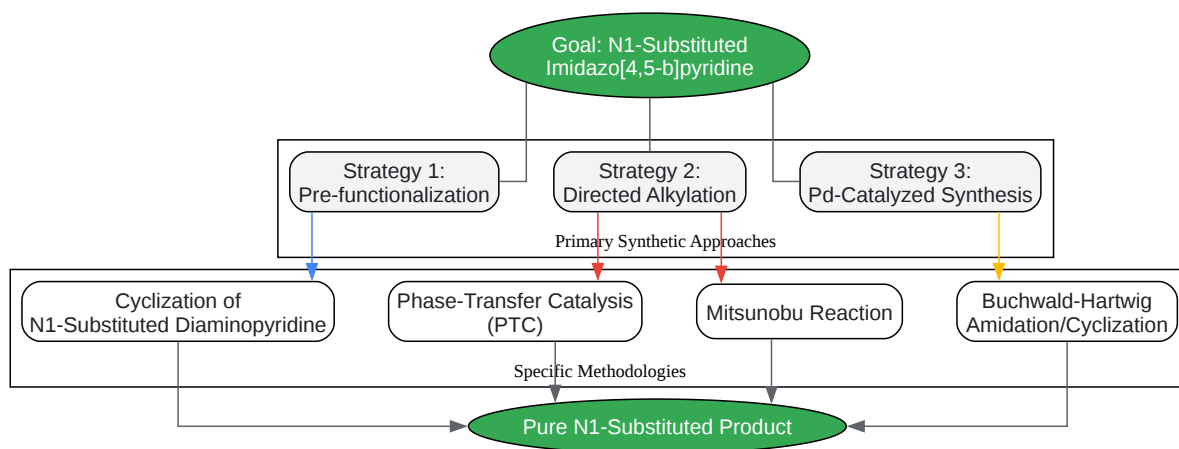 Goal: N1-Substituted
Imidazo[4,5-b]pyridine
Strategy 1:
Pre-functionalization
Strategy 2:
Directed Alkylation
Strategy 3:
Pd-Catalyzed Synthesis
Primary Synthetic Approaches
Cyclization of
N1-Substituted Diaminopyridine
Phase-Transfer Catalysis
(PTC)
Mitsunobu Reaction
Buchwald-Hartwig
Amidation/Cyclization
Specific Methodologies
Pure N1-Substituted Product